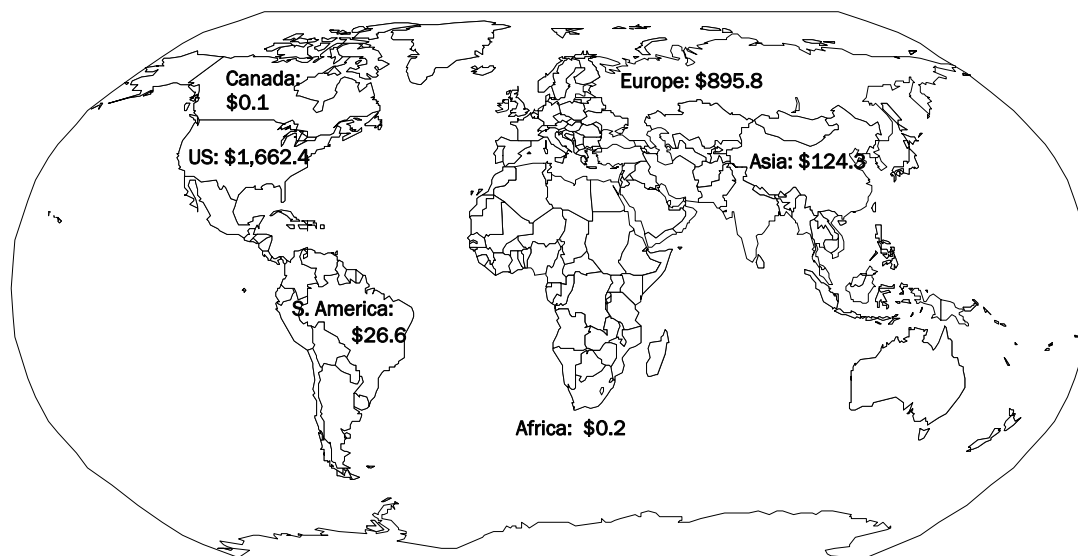 Canada:
$0.1
Europe: $895.8
US: $1,662.4
Asia: $124.3
S. America:
$26.6
Africa: $0.2